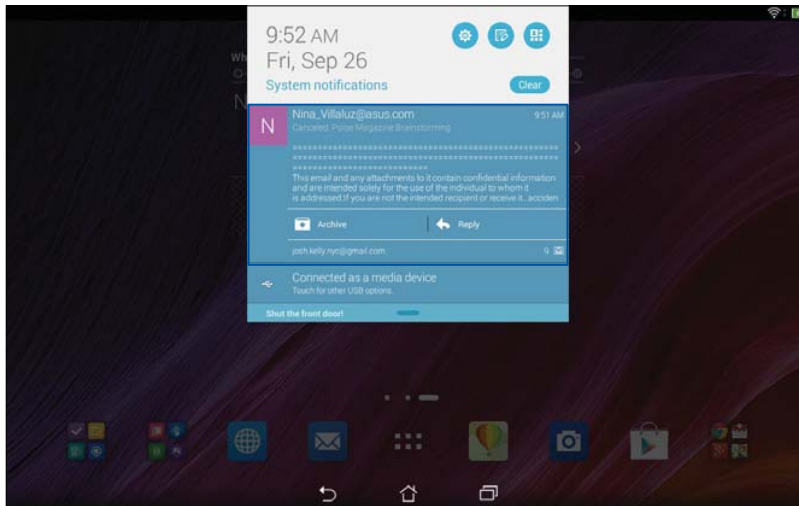 9:52 AM
Fri, Sep 26
System notifications
Clear
Wh
N
N
Nina_Villaluz@asus.com
9:51 AM
Canceled: Poise Magazine Brainstorming
This email and any attachments to it contain confidential information
and are intended solely for the use of the individual to whom it
is addressed.If you are not the intended recipient or receive it..acciden
Archive
Reply
josh.kelly.nyc@gmail.com
9
Connected as a media device
Touch for other USB options.
Shut the front door!